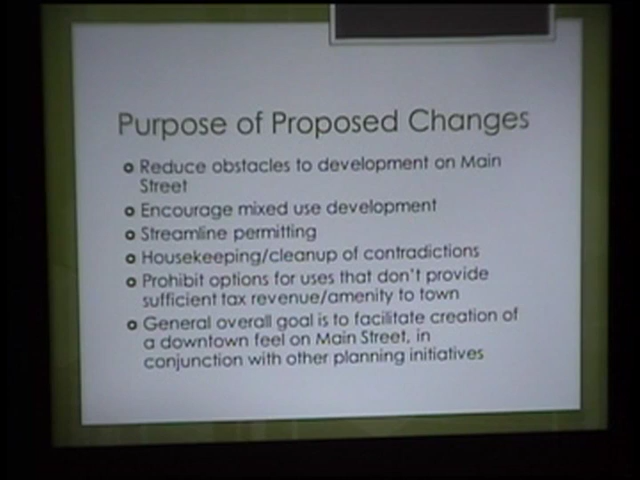 Purpose of Proposed Changes
Reduce obstacles to development on Main
Street
Encourage mixed use development
Streamline permitting
Housekeeping/cleanup of contradictions
Prohibit options for uses that don't provide
sufficient tax revenue/amenity to town
General overall goal is to facilitate creation of
a downtown feel on Main Street, in
conjunction with other planning initiatives